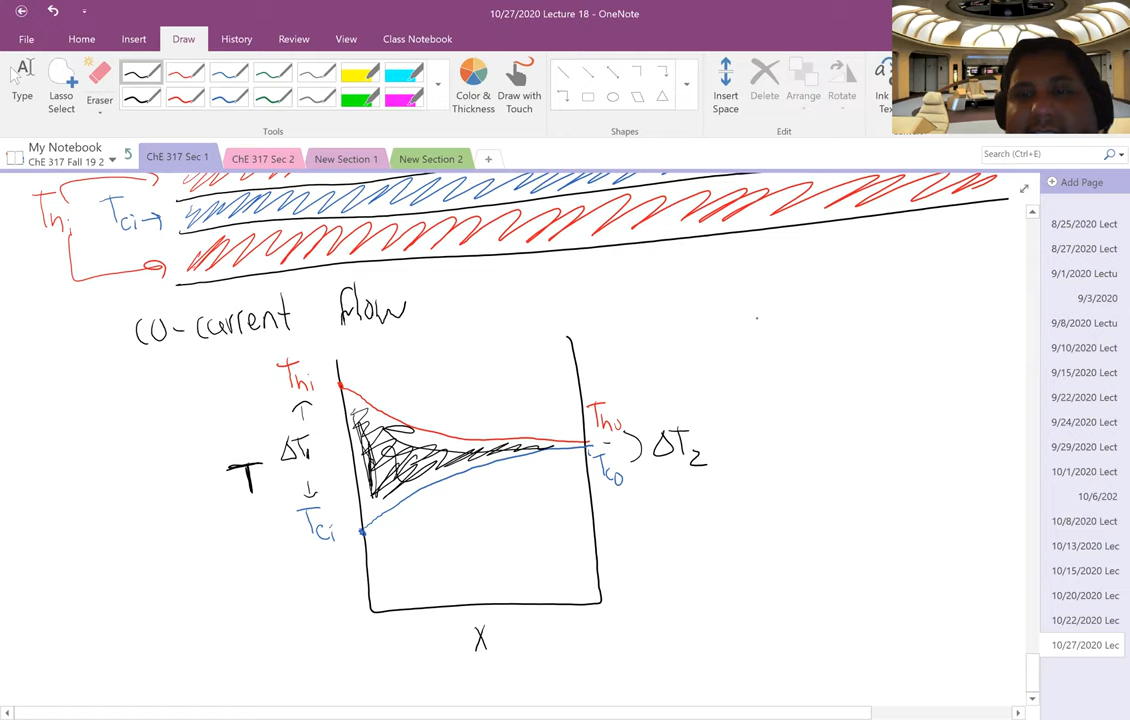 10/27/2020 Lecture 18 - OneNote
File Home Insert Draw History Review View Class Notebook
Type
Lasso Select
Eraser
Color & Thickness
Draw with Touch
Insert Space
Delete
Arrange
Rotate
Tools
Shapes
Edit
My Notebook
ChE 317 Fall 19 2
ChE 317 Sec 1
ChE 317 Sec 2
New Section 1
New Section 2
+
Search (Ctrl+E)
Add Page
8/25/2020 Lect
8/27/2020 Lect
9/1/2020 Lectu
9/3/2020
9/8/2020 Lectu
9/10/2020 Lect
9/15/2020 Lect
9/22/2020 Lect
9/24/2020 Lect
9/29/2020 Lect
10/1/2020 Lect
10/6/202
10/8/2020 Lect
10/13/2020 Lec
10/15/2020 Lec
10/20/2020 Lec
10/22/2020 Lec
10/27/2020 Lec
Thi
Tci →
co-current flow
Thi
ΔT1
T
Tci
Tho
Tco
ΔT2
X